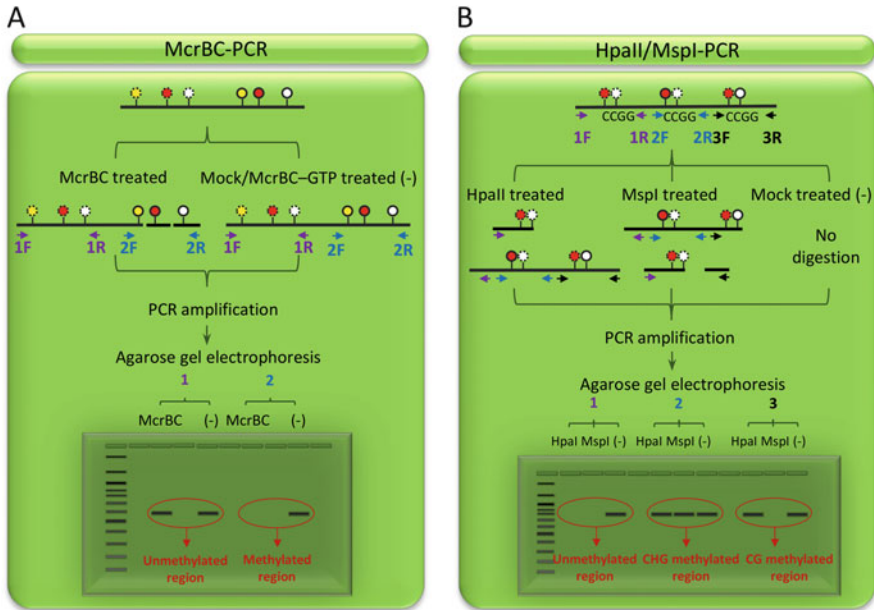 A
McrBC-PCR
McrBC treated
Mock/McrBC–GTP treated (-)
1F 1R 2F 2R 1F 1R 2F 2R
PCR amplification
Agarose gel electrophoresis
1 2
McrBC (-) McrBC (-)
Unmethylated region
Methylated region
B
HpaII/MspI-PCR
CCGG CCGG CCGG
1F 1R 2F 2R 3F 3R
HpaII treated
MspI treated
Mock treated (-)
No
digestion
PCR amplification
Agarose gel electrophoresis
1 2 3
HpaI MspI (-) HpaI MspI (-) HpaI MspI (-)
Unmethylated region
CHG methylated region
CG methylated region